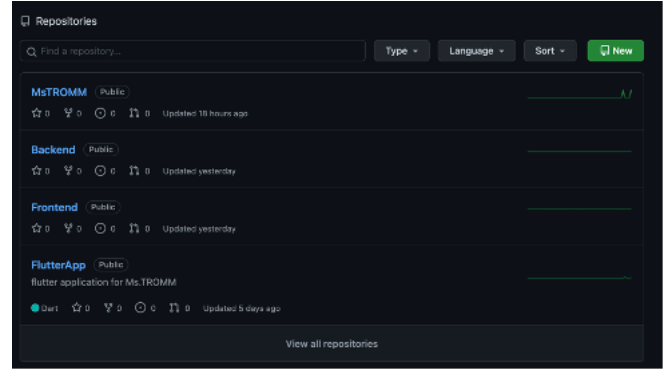 Repositories
Find a repository...
Type
Language
Sort
New
MsTROMM Public
0 0 0 0 Updated 18 hours ago
Backend Public
0 0 0 0 Updated yesterday
Frontend Public
0 0 0 0 Updated yesterday
FlutterApp Public
flutter application for Ms.TROMM
Dart 0 0 0 0 Updated 5 days ago
View all repositories